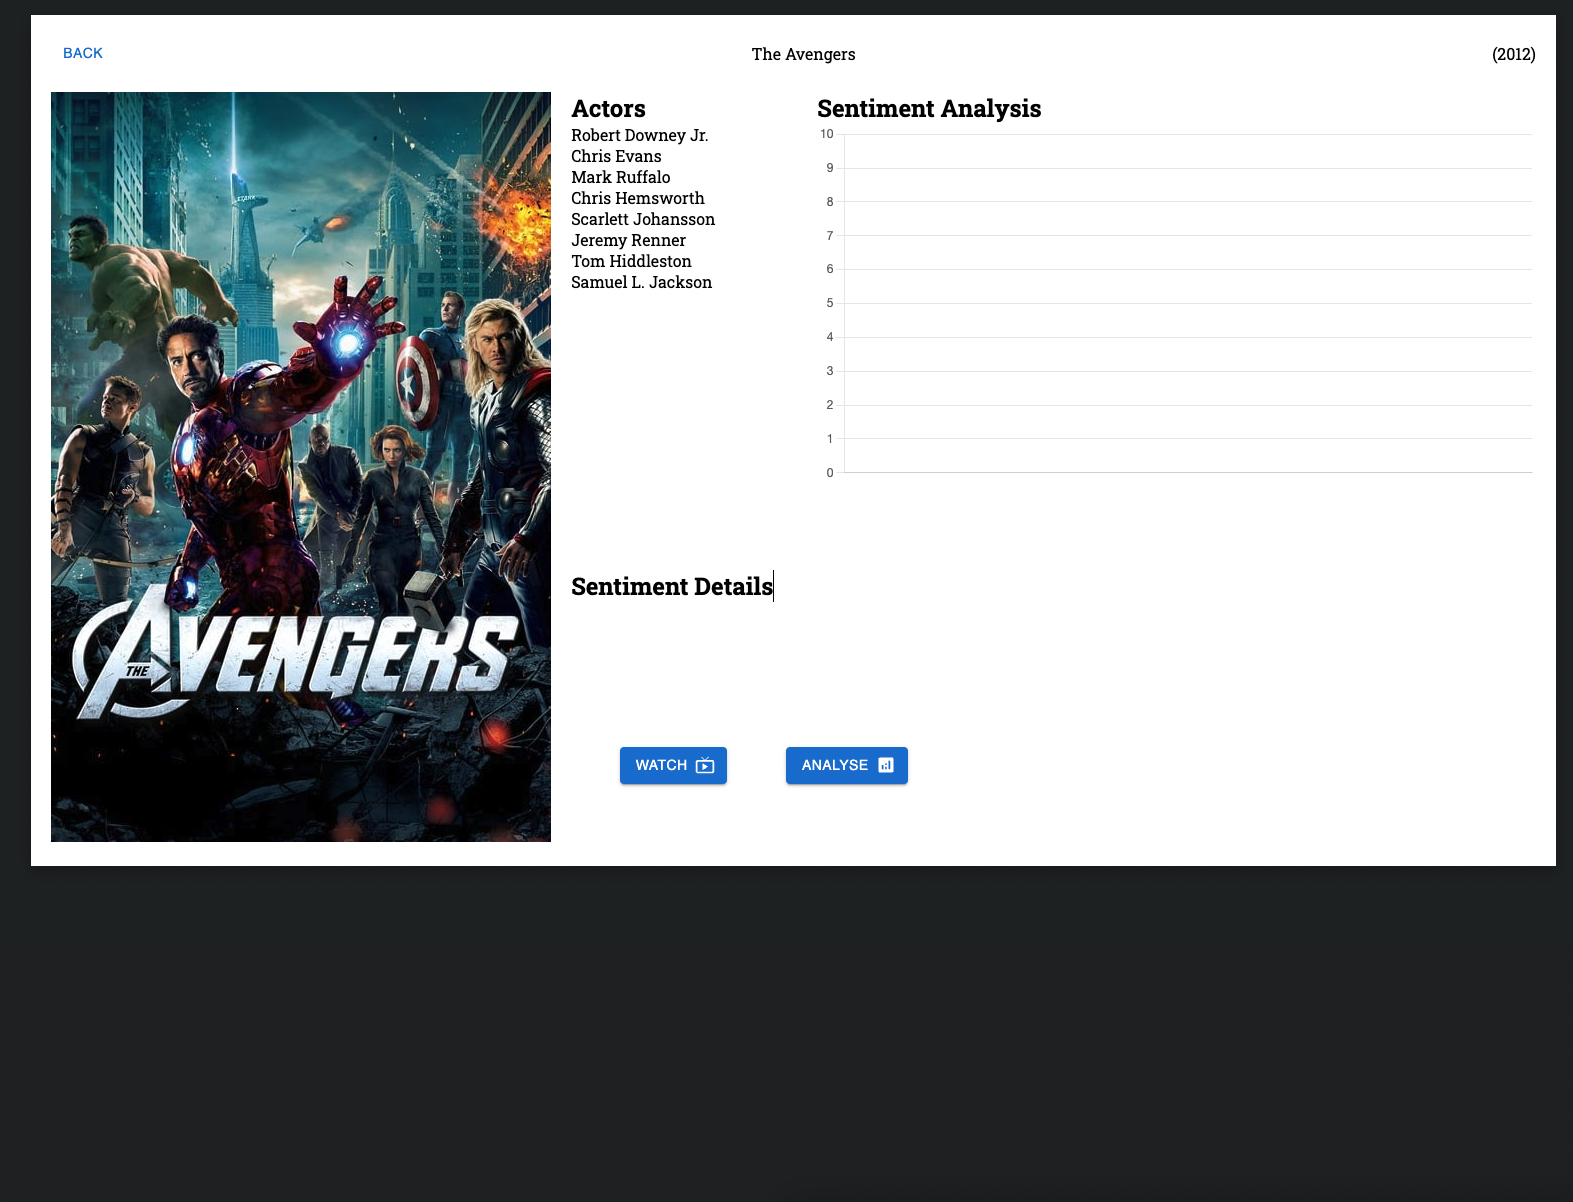 BACK
The Avengers
(2012)
STARK
THE AVENGERS
Actors
Robert Downey Jr.
Chris Evans
Mark Ruffalo
Chris Hemsworth
Scarlett Johansson
Jeremy Renner
Tom Hiddleston
Samuel L. Jackson
Sentiment Analysis
10
9
8
7
6
5
4
3
2
1
0
Sentiment Details
WATCH
ANALYSE